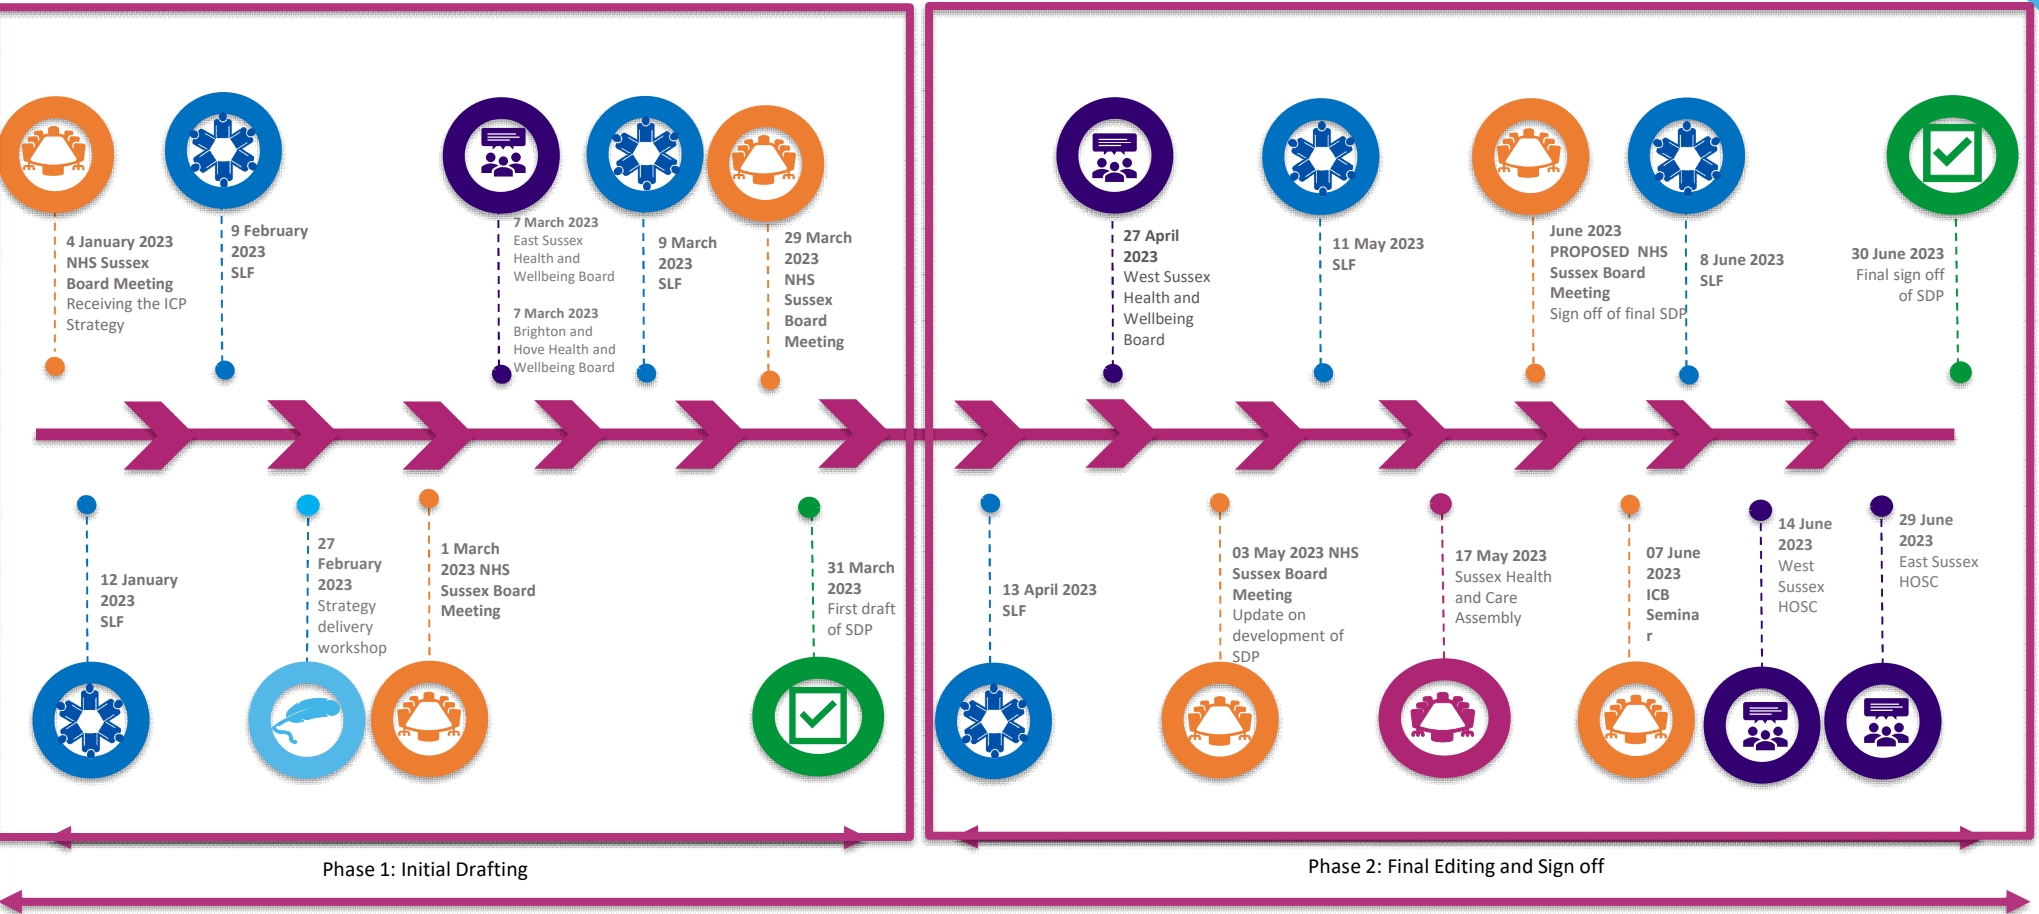 4 January 2023
NHS Sussex
Board Meeting
Receiving the ICP
Strategy
9 February
2023
SLF
7 March 2023
East Sussex
Health and
Wellbeing Board
7 March 2023
Brighton and
Hove Health and
Wellbeing Board
9 March
2023
SLF
29 March
2023
NHS
Sussex
Board
Meeting
27 April
2023
West Sussex
Health and
Wellbeing
Board
11 May 2023
SLF
June 2023
PROPOSED NHS
Sussex Board
Meeting
Sign off of final SDP
8 June 2023
SLF
30 June 2023
Final sign off
of SDP
12 January
2023
SLF
27
February
2023
Strategy
delivery
workshop
1 March
2023 NHS
Sussex Board
Meeting
31 March
2023
First draft
of SDP
13 April 2023
SLF
03 May 2023 NHS
Sussex Board
Meeting
Update on
development of
SDP
17 May 2023
Sussex Health
and Care
Assembly
07 June
2023
ICB
Semina
r
14 June
2023
West
Sussex
HOSC
29 June
2023
East Sussex
HOSC
Phase 1: Initial Drafting
Phase 2: Final Editing and Sign off